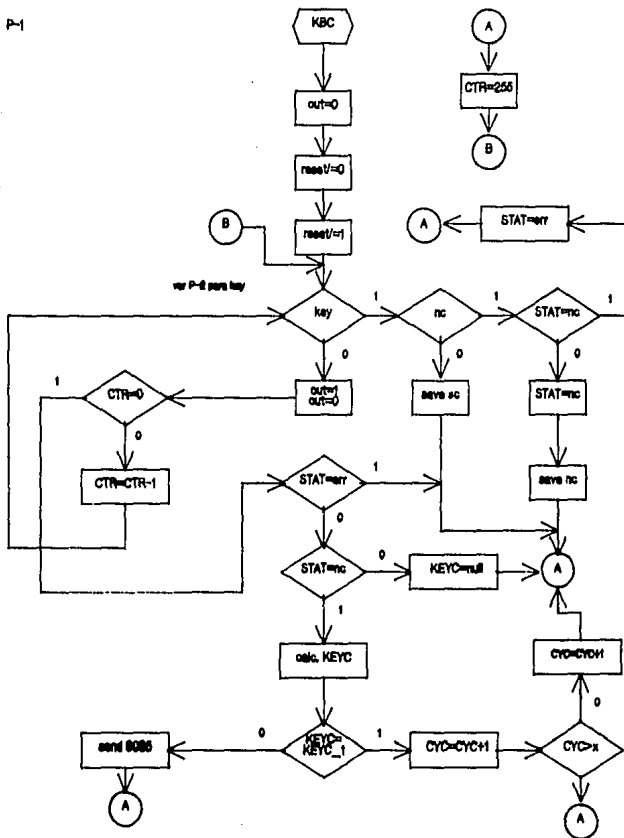 P-1
KBC
A
out=0
CTR=255
reset/=0
B
B
reset/=1
A
STAT=err
ver P-2 para key
key
1
nc
1
STAT=nc
1
0
0
0
1
CTR=0
out=1
out=0
save sc
STAT=nc
0
CTR=CTR-1
STAT=err
1
save nc
0
STAT=nc
0
KEYC=null
A
1
calc. KEYC
CYC=CYC+1
0
send 8085
0
KEYC=
KEYC_1
1
CYC=CYC+1
CYC>x
A
A